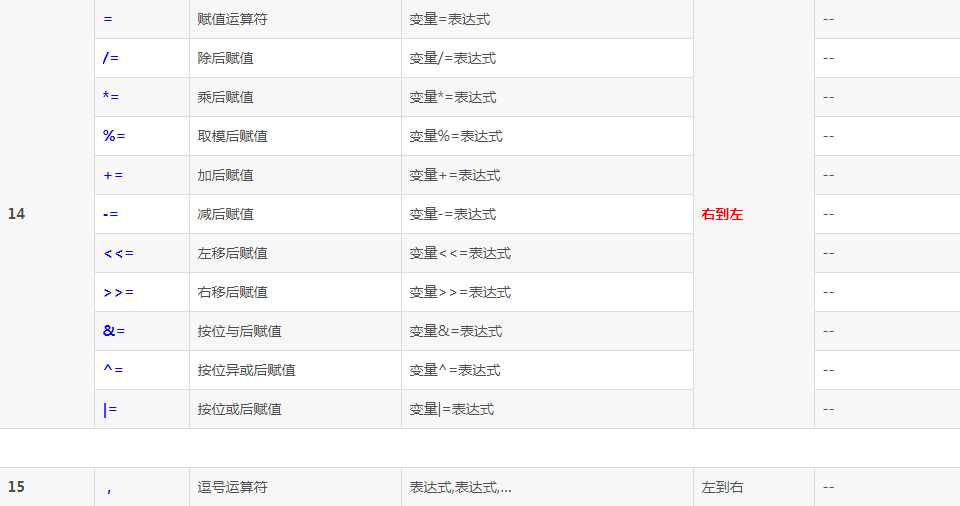 = 赋值运算符 变量=表达式 --
/= 除后赋值 变量/=表达式 --
*= 乘后赋值 变量*=表达式 --
%= 取模后赋值 变量%=表达式 --
+= 加后赋值 变量+=表达式 --
14 -= 减后赋值 变量-=表达式 右到左 --
<<= 左移后赋值 变量<<=表达式 --
>>= 右移后赋值 变量>>=表达式 --
&= 按位与后赋值 变量&=表达式 --
^= 按位异或后赋值 变量^=表达式 --
|= 按位或后赋值 变量|=表达式 --
15 , 逗号运算符 表达式,表达式,... 左到右 --